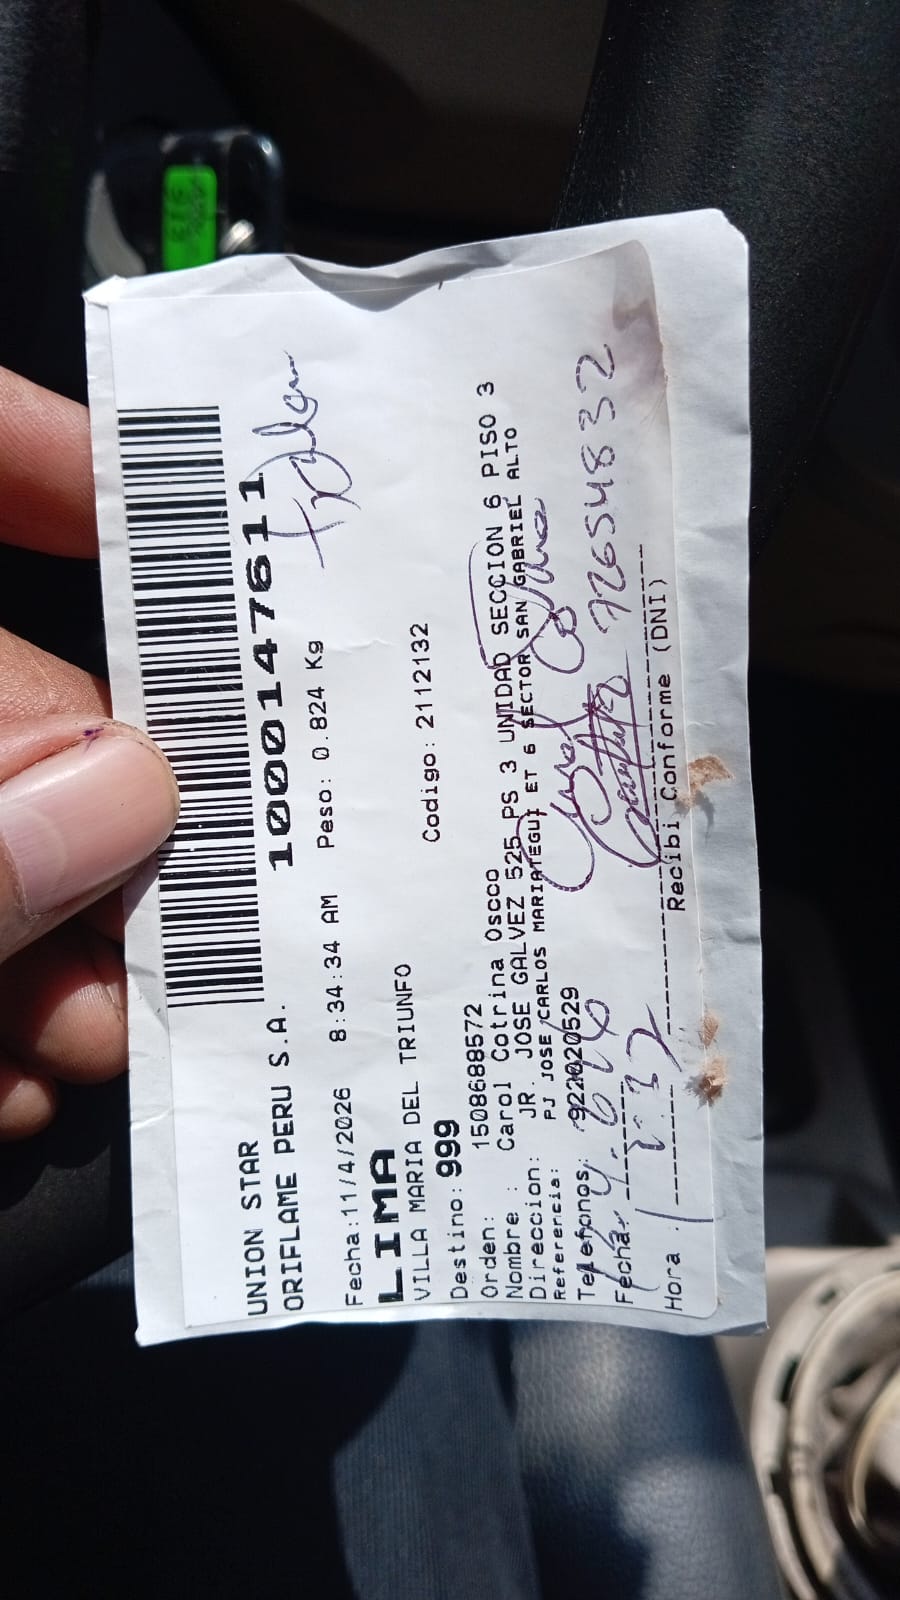 UNION STAR
ORIFLAME PERU S.A. 1000147611
Fecha:11/4/2026 8:34:34 AM Peso: 0.824 Kg
LIMA
VILLA MARIA DEL TRIUNFO
Destino: 999 Codigo: 2112132
Orden: 1508688572
Nombre : Carol Cotrina Oscco
Direccion: JR. JOSE GALVEZ 525 PS 3 UNIDAD SECCION 6 PISO 3
Referencia: PJ JOSE CARLOS MARIATEGUI ET 6 SECTOR SAN GABRIEL ALTO
Telefonos: 922020529
Fecha: 72654832
Hora : 1:32
Recibi Conforme (DNI)